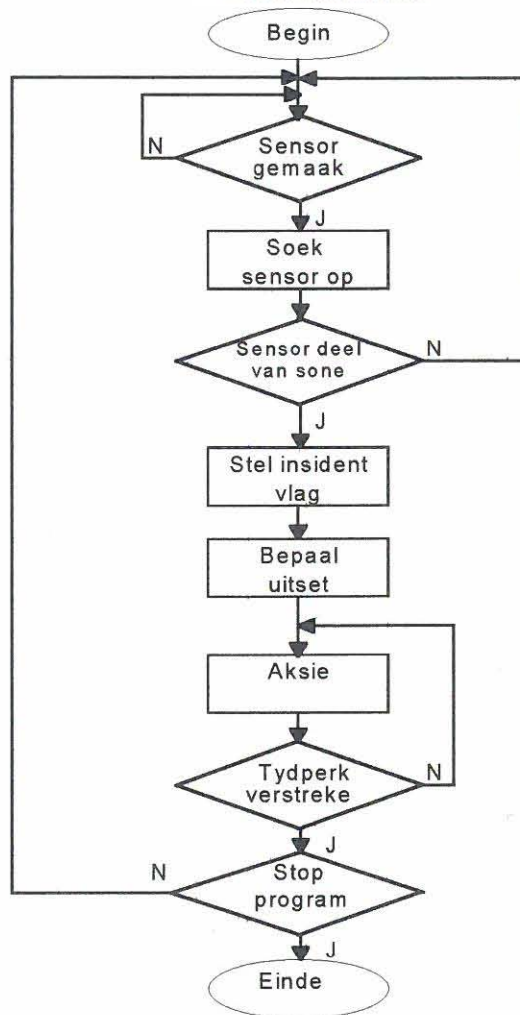 Begin
N
Sensor
gemaak
J
Soek
sensor op
Sensor deel
van sone
N
J
Stel insident
vlag
Bepaal
uitset
Aksie
Tydperk
verstreke
N
J
N
Stop
program
J
Einde